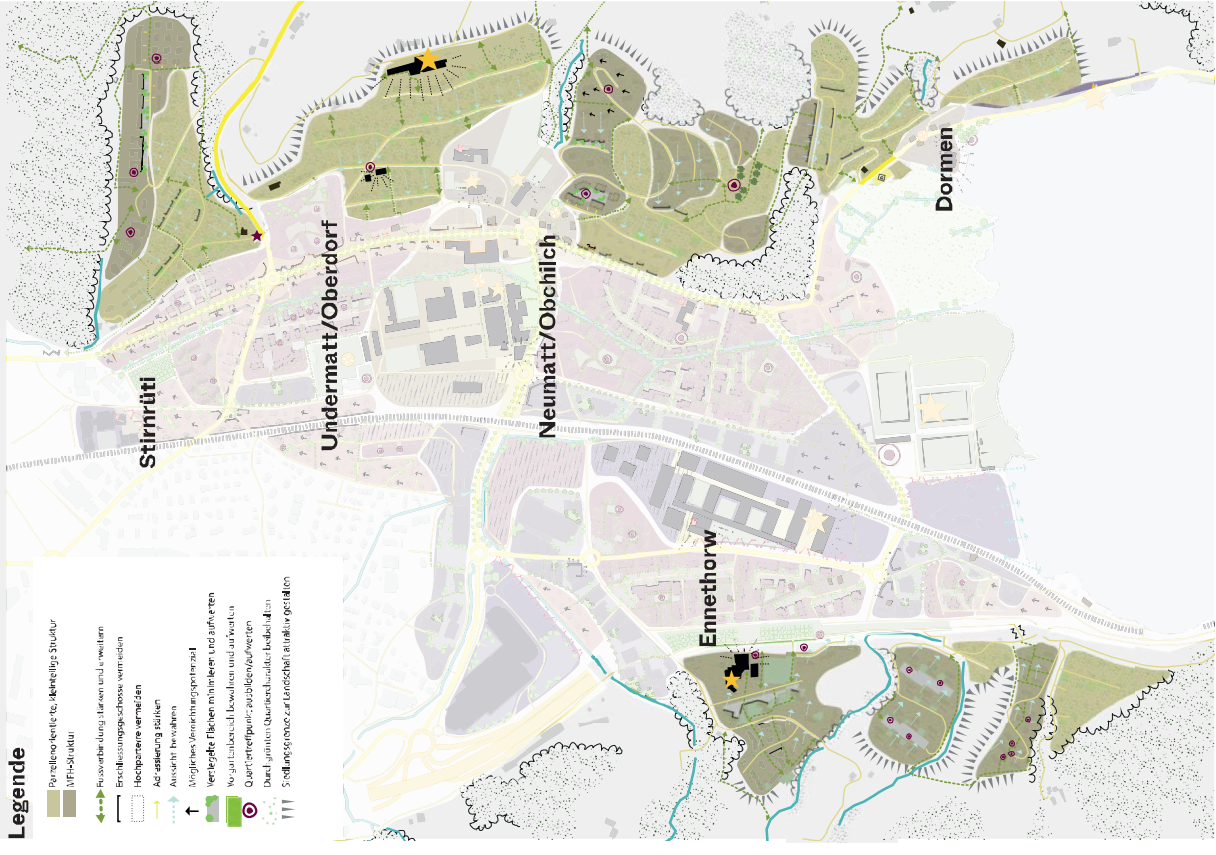 Stirnrüti
Undermatt/Oberdorf
Neumatt/Obchilch
Dormen
Ennethorw
Legende
Parzellenorientierte, kleinteilige Struktur
MFH-Struktur
Fussverbindung stärken und erweitern
Erschliessungsgeschosse vermeiden
Hochparterre vermeiden
Adressierung stärken
Aussicht bewahren
Mögliches Verdichtungspotenzial
Versiegelte Flächen minimieren und aufwerten
Vorgartenbereich bewahren und aufwerten
Quartiertreffpunkt ausbilden/aufwerten
Durchgrünten Quartiercharakter beibehalten
Siedlungsgrenze zur Landschaft attraktiv gestalten